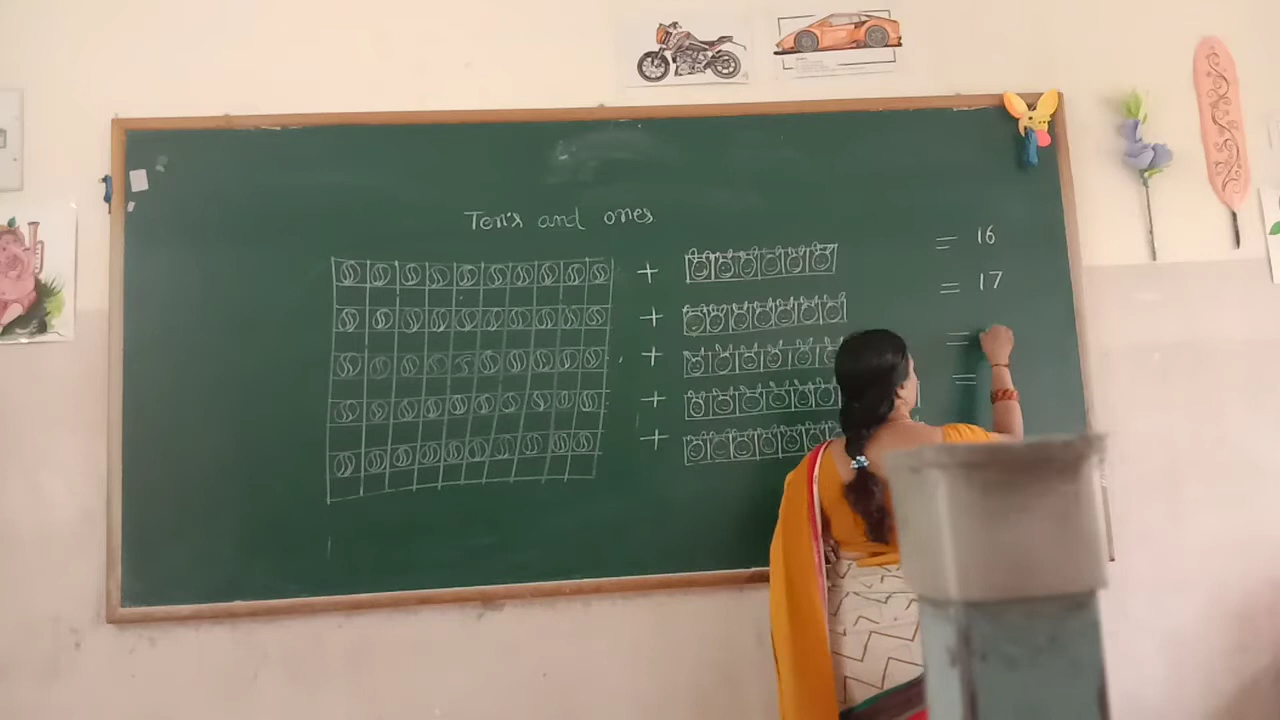 Ten's and ones
+ = 16
+ = 17
+ =
+ =
+